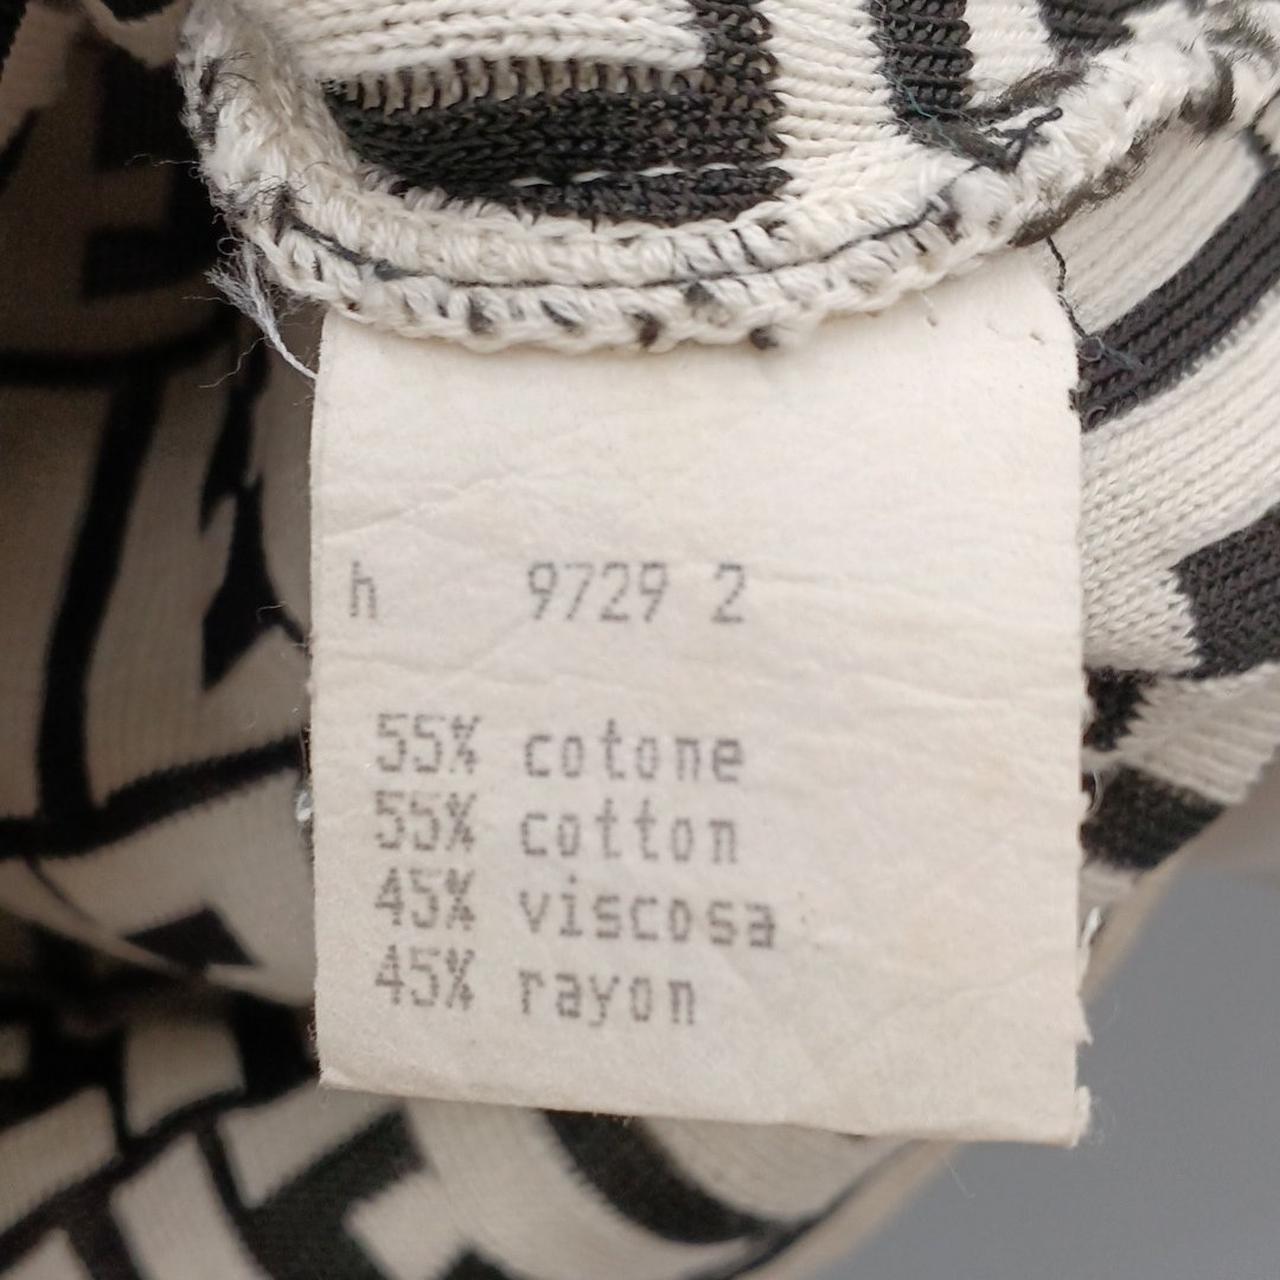 h 9729 2
55% cotone
55% cotton
45% viscosa
45% rayon